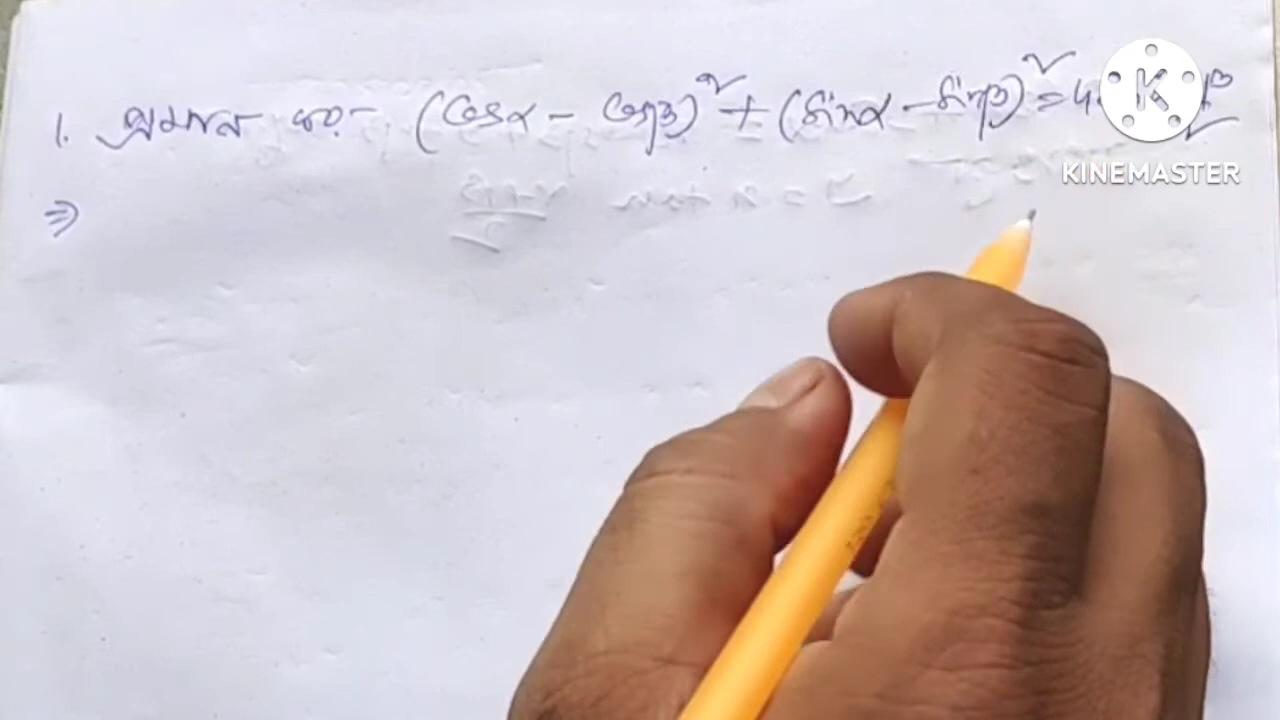 1. প্রমাণ কর- (cosα - cosβ)² + (sinα - sinβ)² = 4
⇒
KINEMASTER